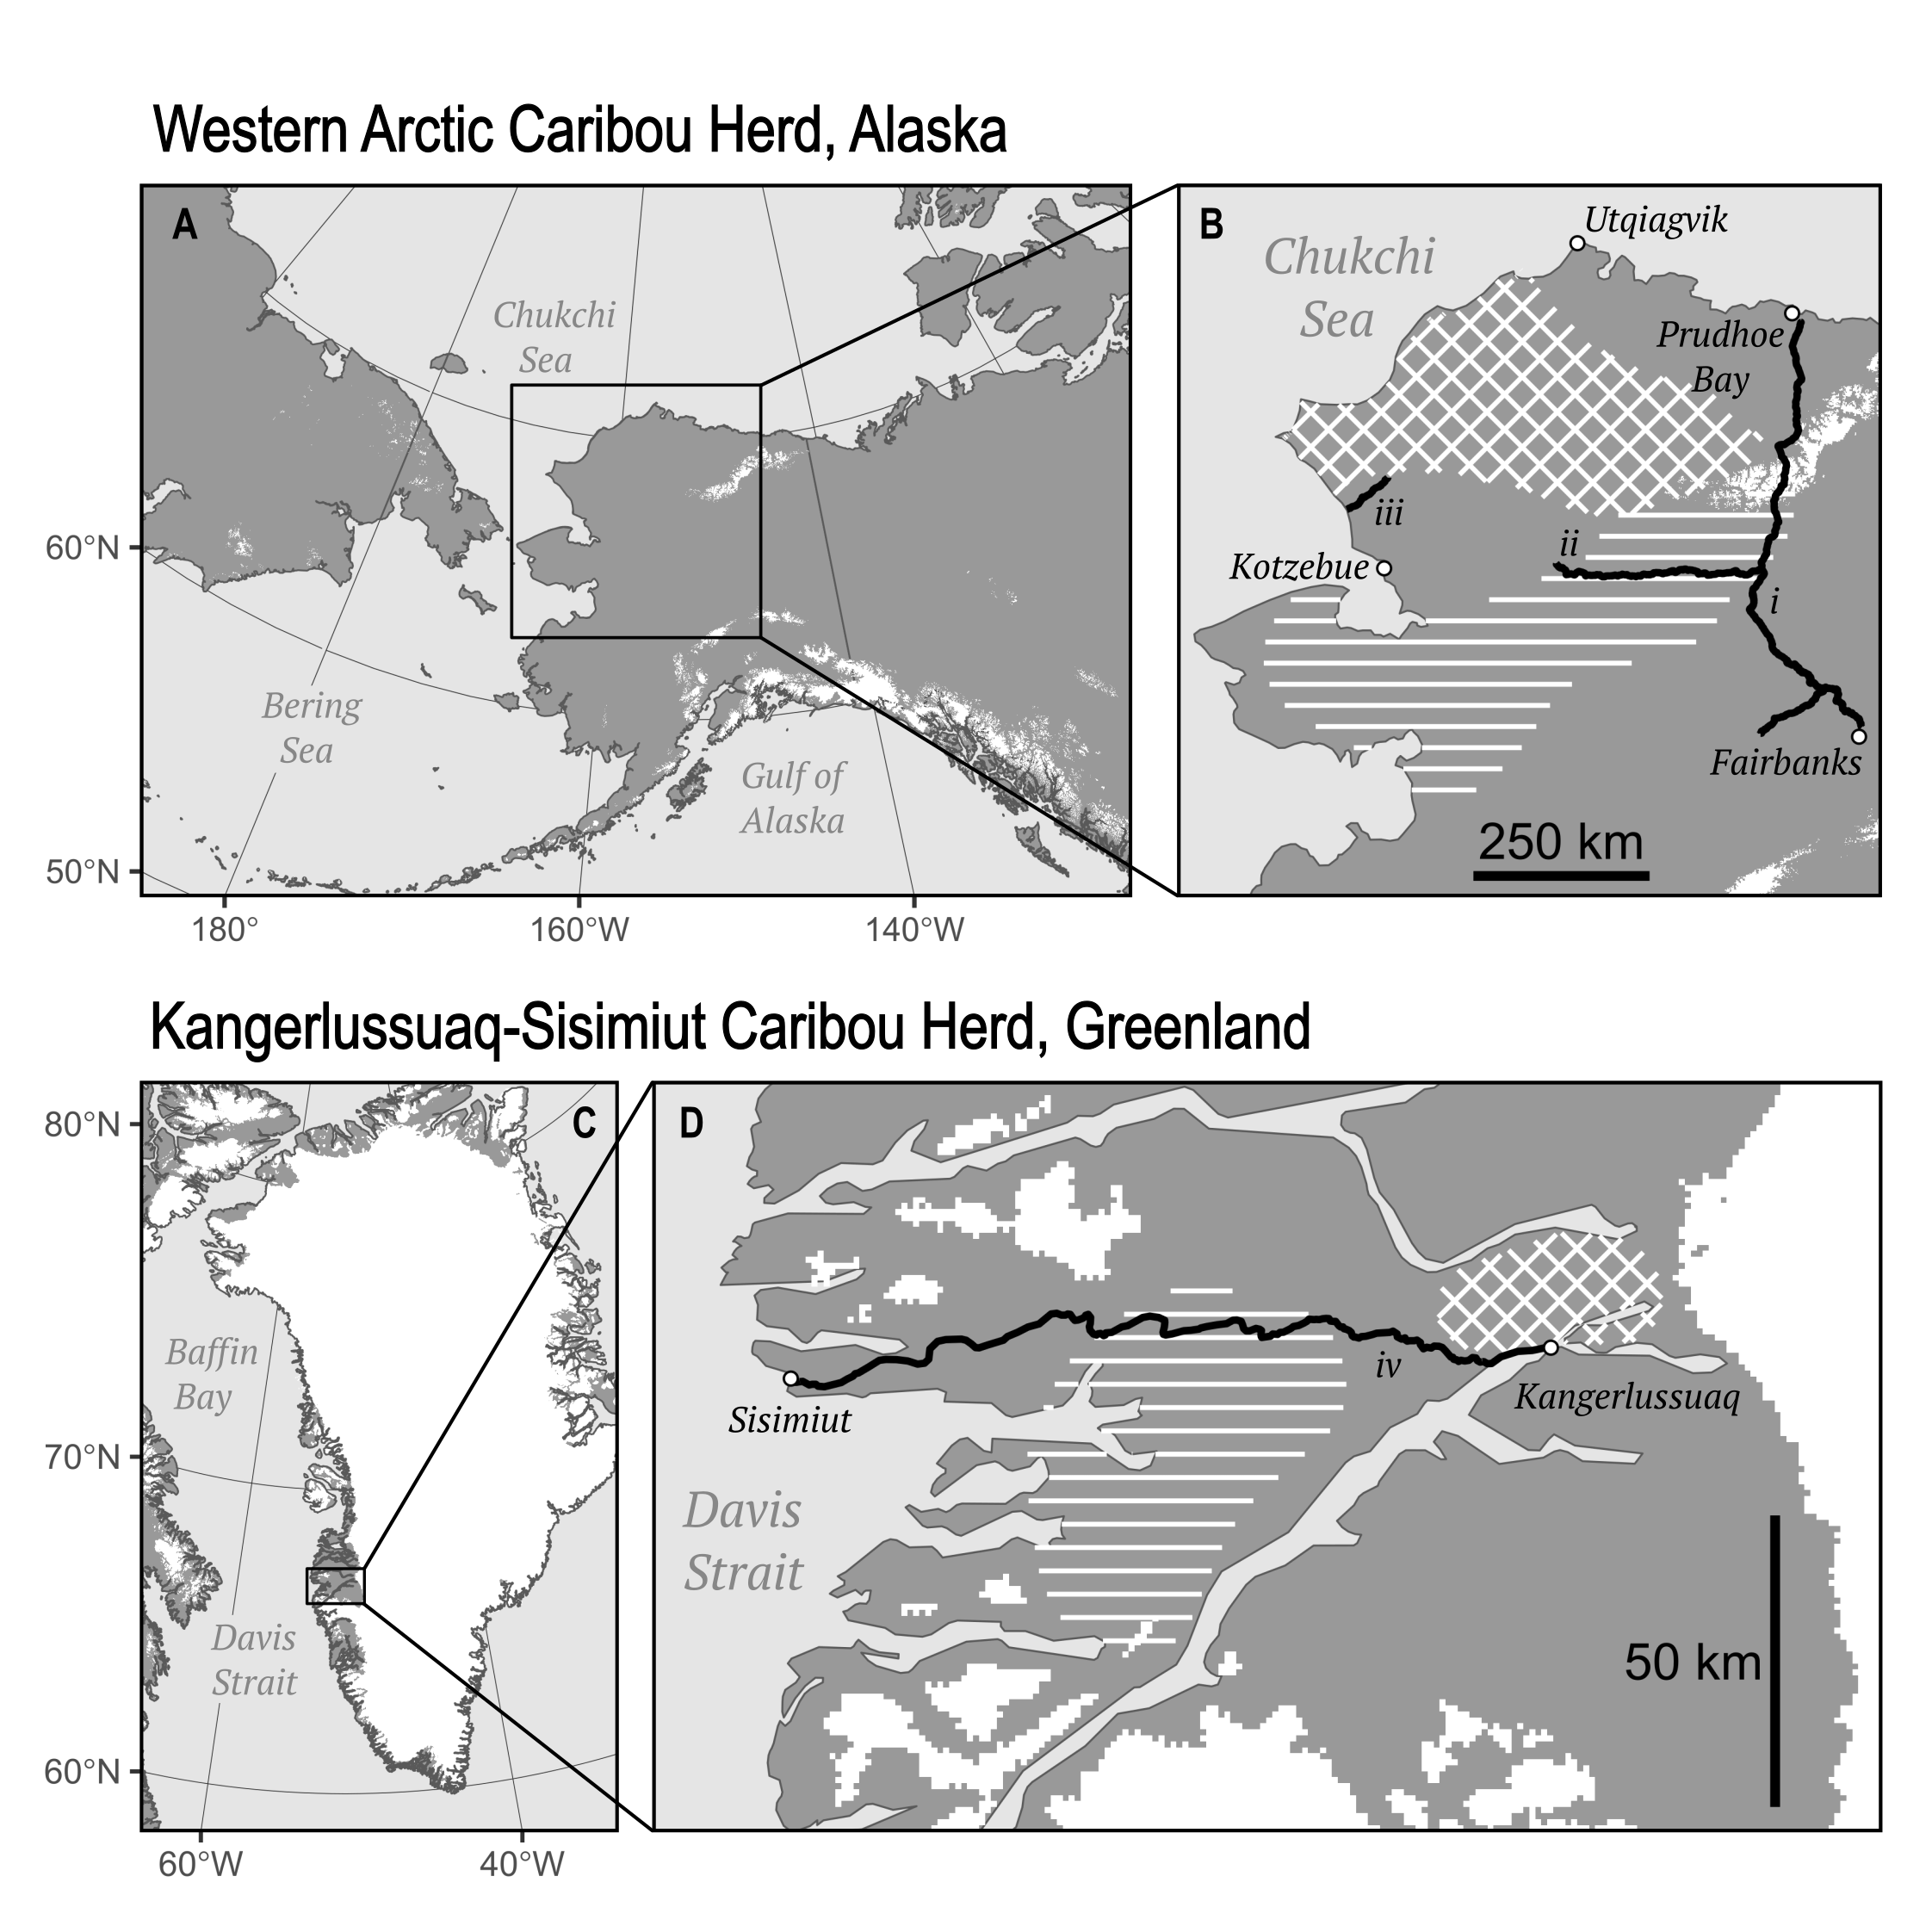 Western Arctic Caribou Herd, Alaska
A
Chukchi
Sea
Bering
Sea
Gulf of
Alaska
60°N
50°N
180°
160°W
140°W
B
Chukchi
Sea
Utqiagvik
Prudhoe
Bay
iii
ii
Kotzebue
i
Fairbanks
250 km
Kangerlussuaq-Sisimiut Caribou Herd, Greenland
C
80°N
70°N
60°N
Baffin
Bay
Davis
Strait
60°W
40°W
D
iv
Kangerlussuaq
Sisimiut
Davis
Strait
50 km